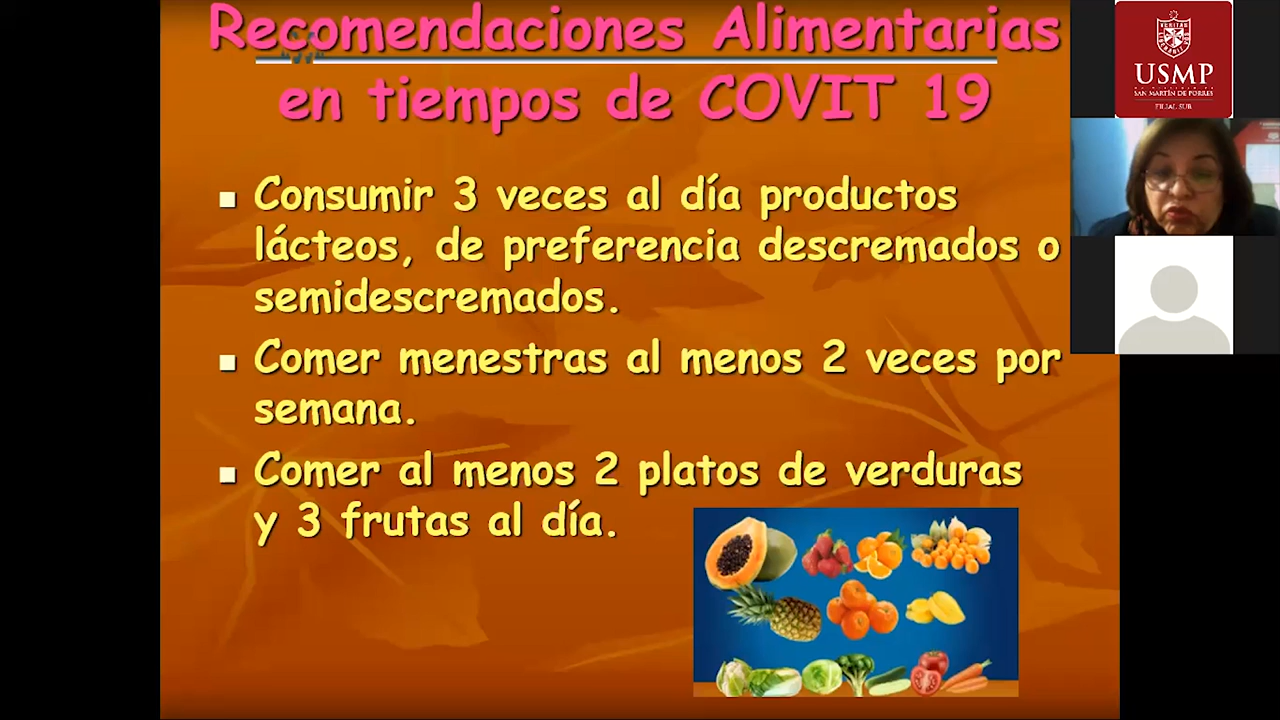 Recomendaciones Alimentarias
en tiempos de COVIT 19
Consumir 3 veces al día productos
lácteos, de preferencia descremados o
semidescremados.
Comer menestras al menos 2 veces por
semana.
Comer al menos 2 platos de verduras
y 3 frutas al día.
USMP
SAN MARTÍN DE PORRES
FILIAL SUR